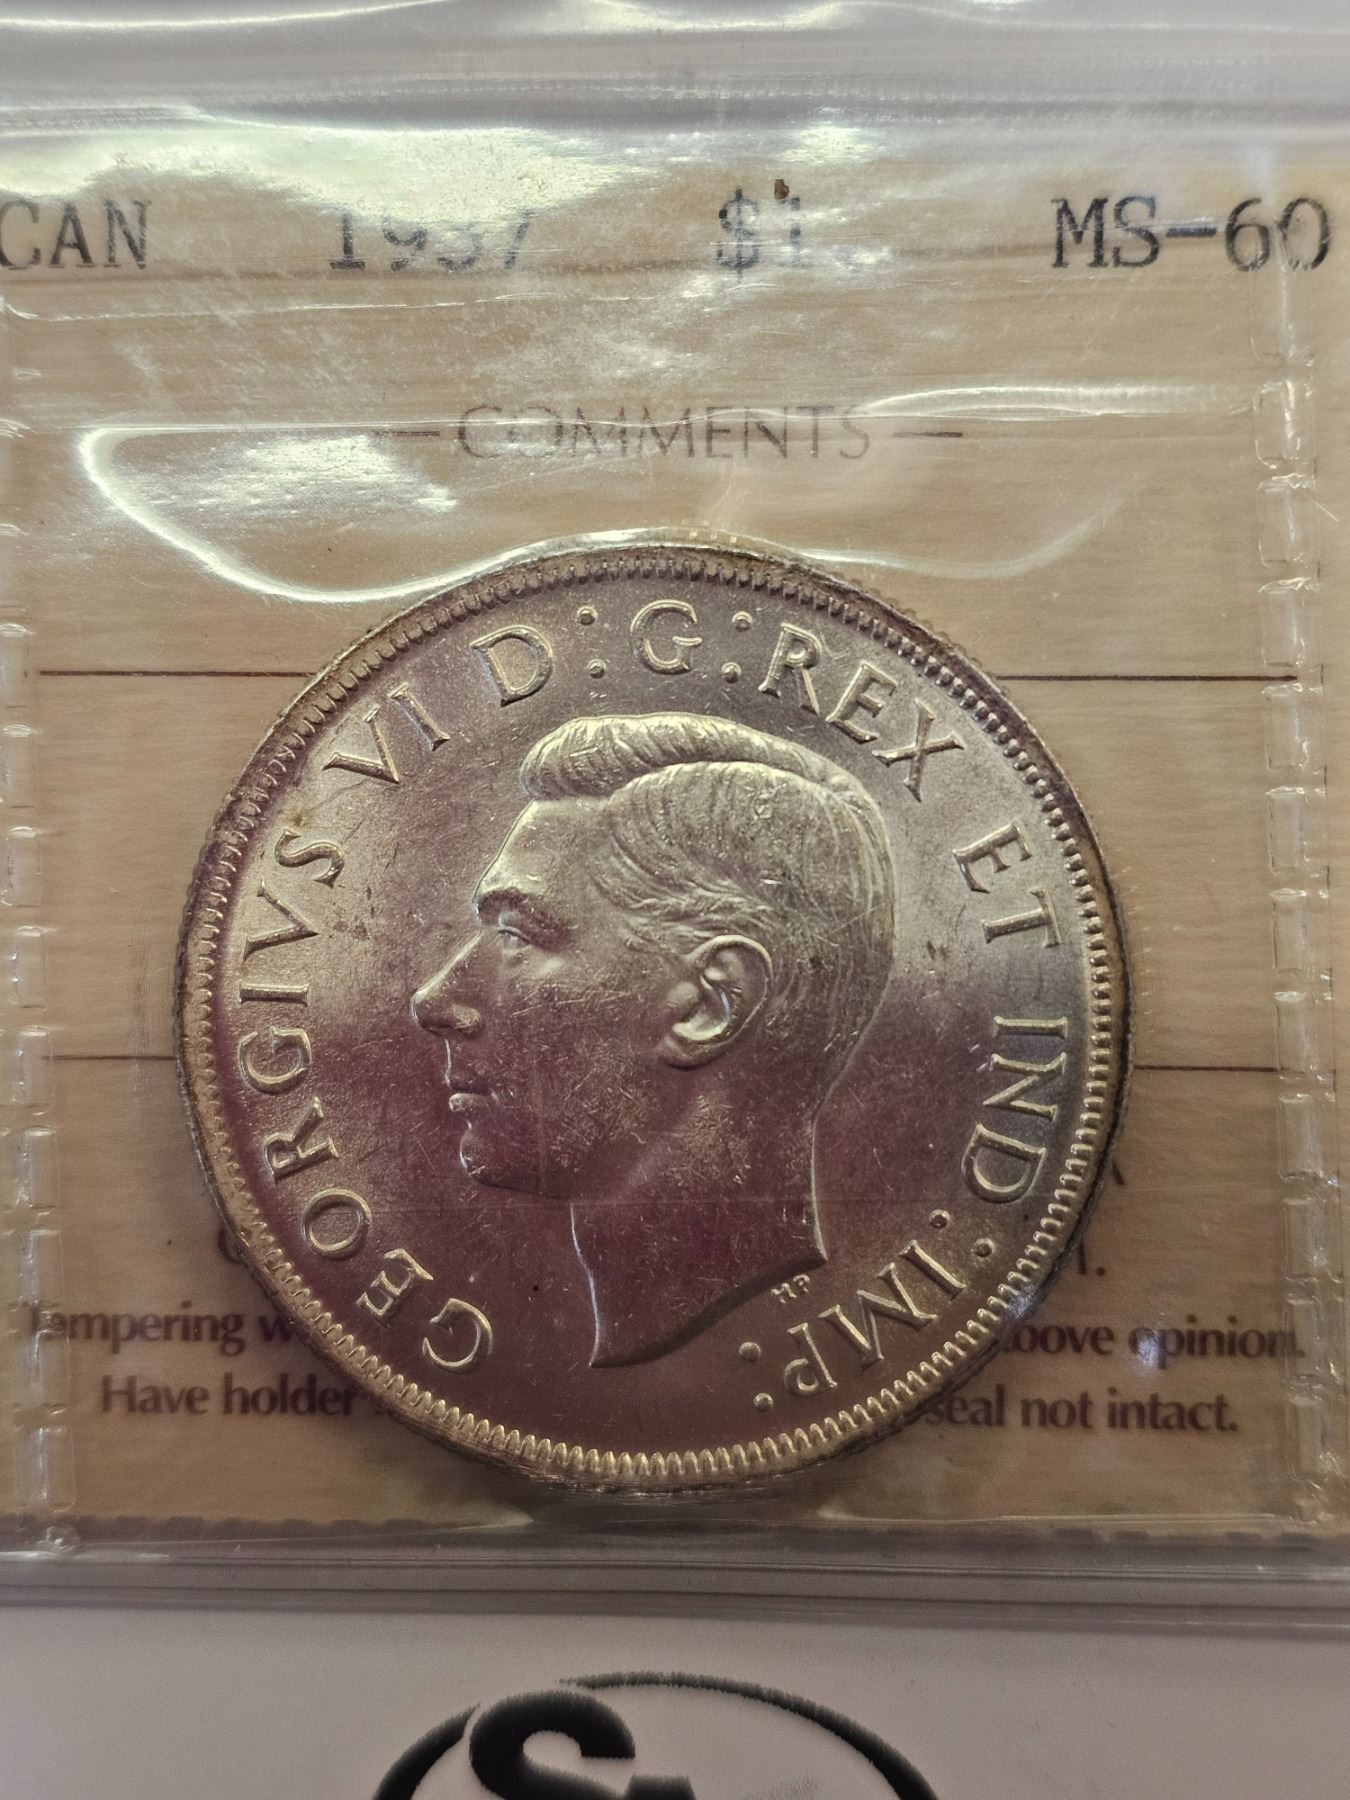 CAN 1937 $1 MS-60
— COMMENTS —
GEORGIVS VI D:G:REX ET IND:IMP:
HP
Tampering above opinion.
Have holder seal not intact.